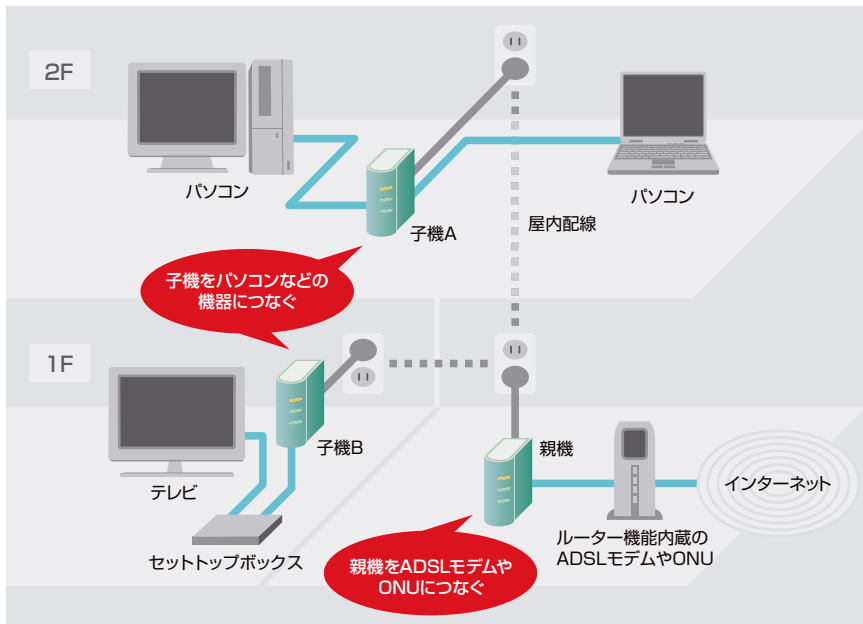 2F
パソコン
子機A
屋内配線
パソコン
子機をパソコンなどの
機器につなぐ
1F
テレビ
子機B
セットトップボックス
親機
インターネット
ルーター機能内蔵の
ADSLモデムやONU
親機をADSLモデムや
ONUにつなぐ